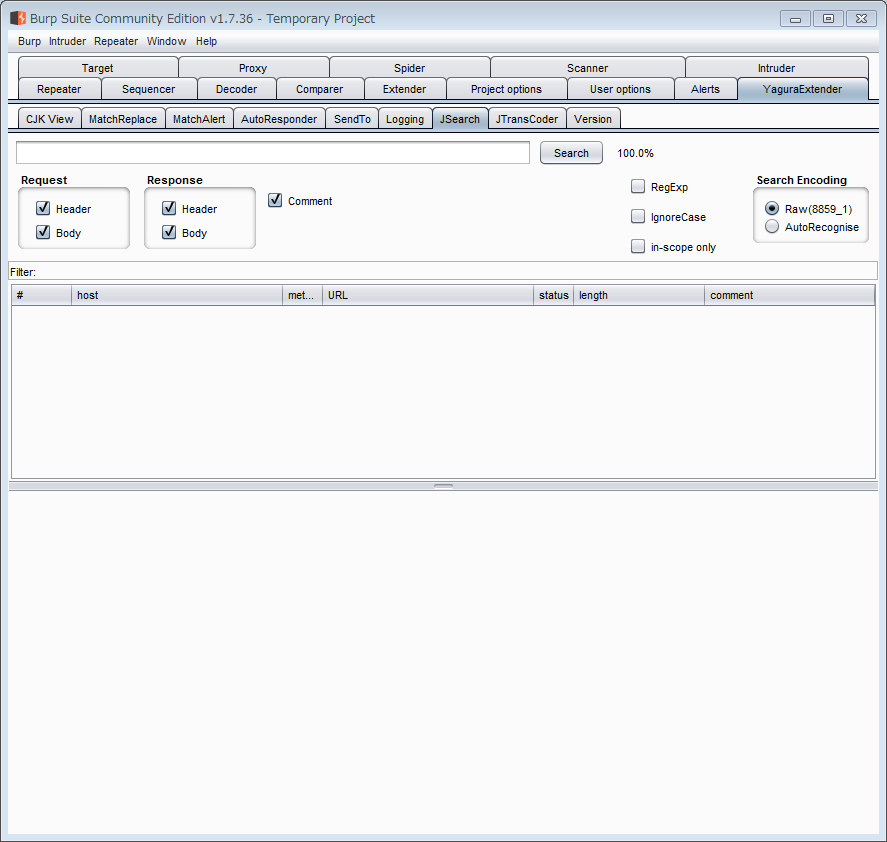 Burp Suite Community Edition v1.7.36 - Temporary Project
Burp Intruder Repeater Window Help
Target Proxy Spider Scanner Intruder
Repeater Sequencer Decoder Comparer Extender Project options User options Alerts YaguraExtender
CJK View MatchReplace MatchAlert AutoResponder SendTo Logging JSearch JTransCoder Version
Search 100.0%
Request Response Search Encoding
Header Header Comment RegExp Raw(8859_1)
Body Body IgnoreCase AutoRecognise
in-scope only
Filter:
# host met... URL status length comment